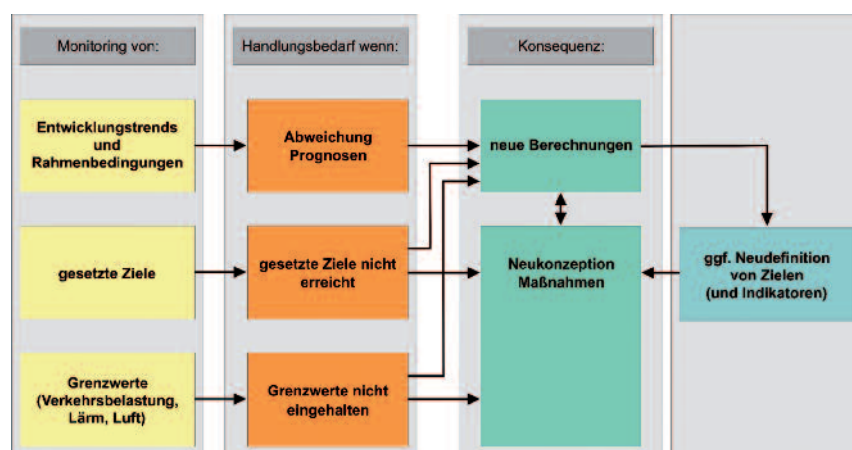 Monitoring von:
Handlungsbedarf wenn:
Konsequenz:
Entwicklungstrends
und
Rahmenbedingungen
Abweichung
Prognosen
neue Berechnungen
gesetzte Ziele
gesetzte Ziele nicht
erreicht
Neukonzeption
Maßnahmen
ggf. Neudefinition
von Zielen
(und Indikatoren)
Grenzwerte
(Verkehrsbelastung,
Lärm, Luft)
Grenzwerte nicht
eingehalten